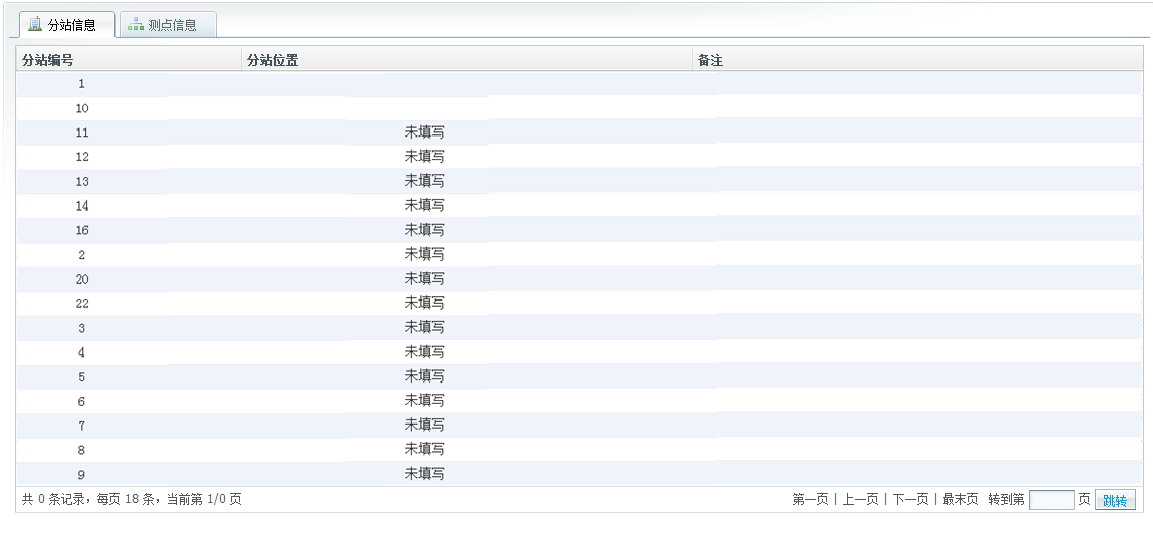 分站信息 测点信息
分站编号 分站位置 备注
1
10
11 未填写
12 未填写
13 未填写
14 未填写
16 未填写
2 未填写
20 未填写
22 未填写
3 未填写
4 未填写
5 未填写
6 未填写
7 未填写
8 未填写
9 未填写
共 0 条记录，每页 18 条，当前第 1/0 页 第一页 | 上一页 | 下一页 | 最末页 转到第 页 跳转